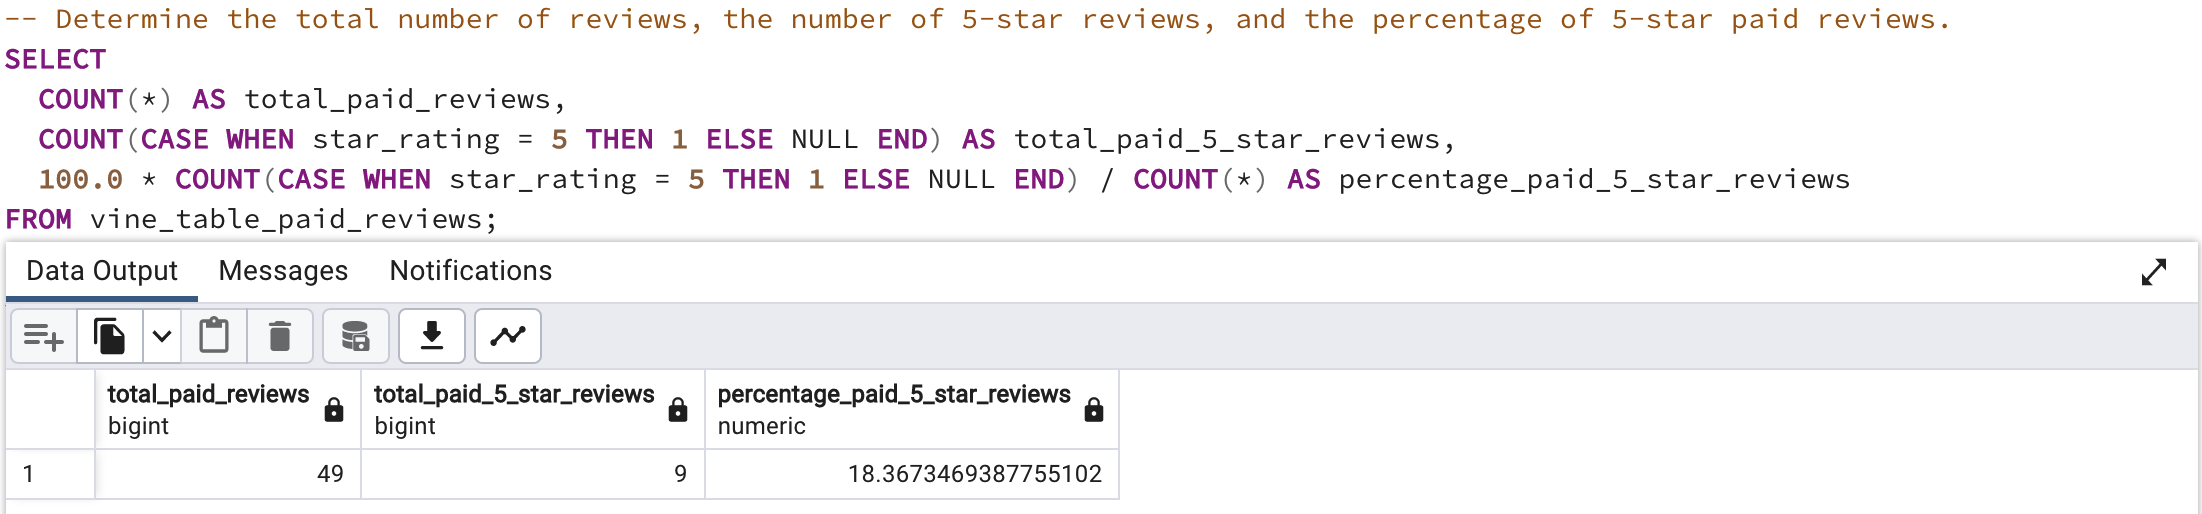 -- Determine the total number of reviews, the number of 5-star reviews, and the percentage of 5-star paid reviews.
SELECT
  COUNT(*) AS total_paid_reviews,
  COUNT(CASE WHEN star_rating = 5 THEN 1 ELSE NULL END) AS total_paid_5_star_reviews,
  100.0 * COUNT(CASE WHEN star_rating = 5 THEN 1 ELSE NULL END) / COUNT(*) AS percentage_paid_5_star_reviews
FROM vine_table_paid_reviews;
Data Output Messages Notifications
total_paid_reviews total_paid_5_star_reviews percentage_paid_5_star_reviews
bigint bigint numeric
1 49 9 18.3673469387755102